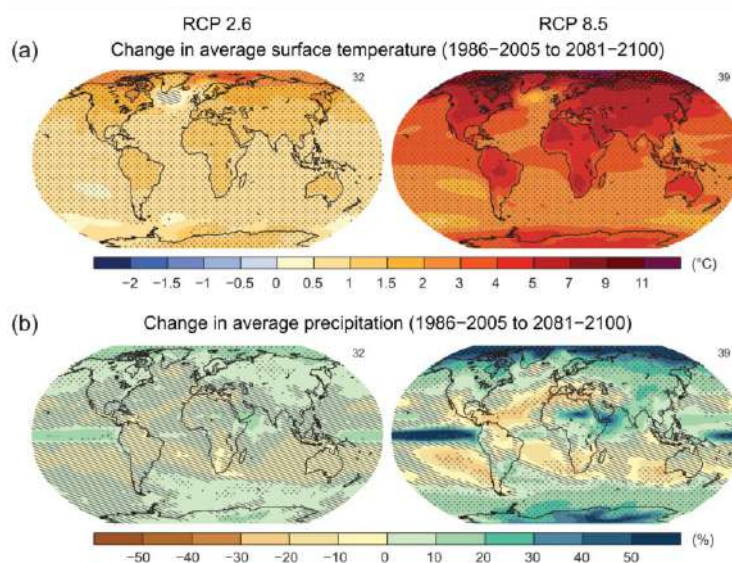 RCP 2.6 RCP 8.5
(a) Change in average surface temperature (1986−2005 to 2081−2100)
32 39
−2 −1.5 −1 −0.5 0 0.5 1 1.5 2 3 4 5 7 9 11 (°C)
(b) Change in average precipitation (1986−2005 to 2081−2100)
32 39
−50 −40 −30 −20 −10 0 10 20 30 40 50 (%)